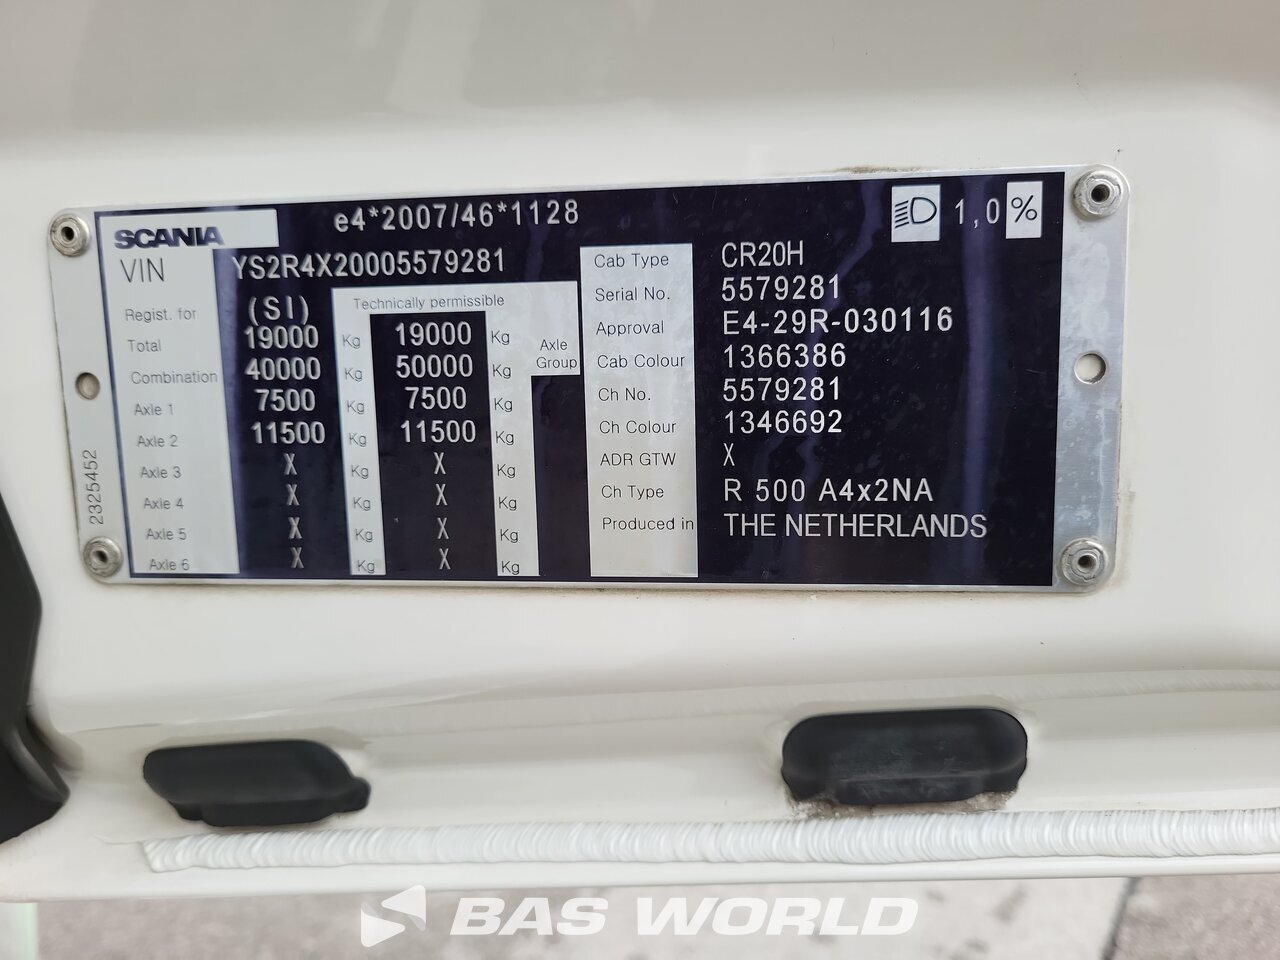 SCANIA
e4*2007/46*1128
1,0 %
VIN YS2R4X20005579281
Regist. for (SI) Technically permissible
Total 19000 Kg 19000 Kg
Axle Group
Combination 40000 Kg 50000 Kg
Axle 1 7500 Kg 7500 Kg
Axle 2 11500 Kg 11500 Kg
Axle 3 X Kg X Kg
Axle 4 X Kg X Kg
Axle 5 X Kg X Kg
Axle 6 X Kg X Kg
Cab Type CR20H
Serial No. 5579281
Approval E4-29R-030116
Cab Colour 1366386
Ch No. 5579281
Ch Colour 1346692
ADR GTW X
Ch Type R 500 A4x2NA
Produced in THE NETHERLANDS
2325452
BAS WORLD